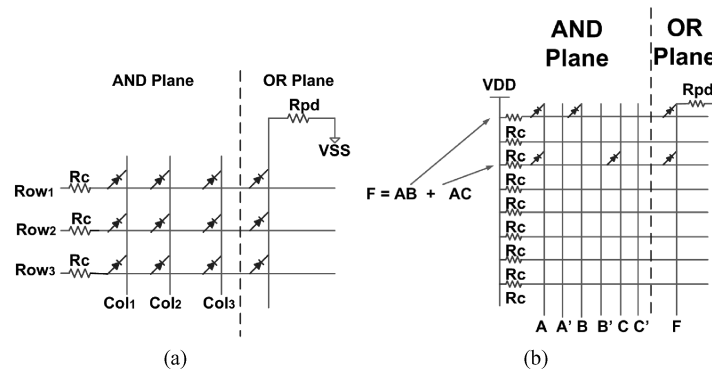 AND Plane
OR Plane
Rpd
VSS
Row1
Rc
Row2
Rc
Row3
Rc
Col1
Col2
Col3
(a)
AND
Plane
OR
Plane
VDD
Rpd
Rc
Rc
Rc
Rc
Rc
Rc
Rc
Rc
F = AB + AC
A A' B B' C C' F
(b)